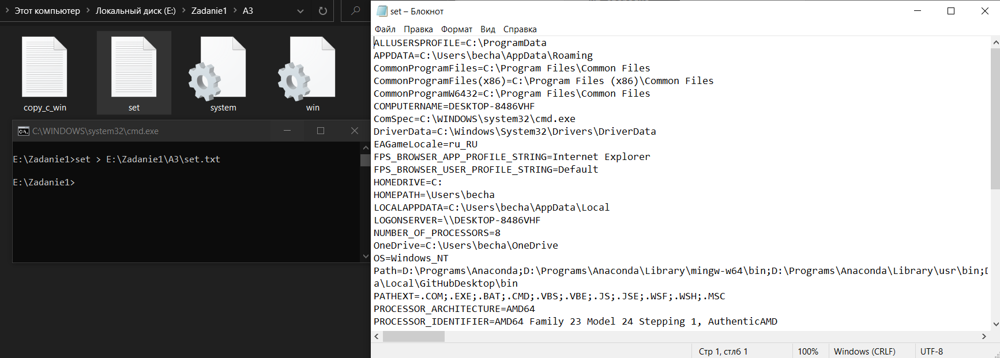 Этот компьютер > Локальный диск (E:) > Zadanie1 > A3
copy_c_win
set
system
win
C:\WINDOWS\system32\cmd.exe
E:\Zadanie1>set > E:\Zadanie1\A3\set.txt
E:\Zadanie1>
set – Блокнот
Файл Правка Формат Вид Справка
ALLUSERSPROFILE=C:\ProgramData
APPDATA=C:\Users\becha\AppData\Roaming
CommonProgramFiles=C:\Program Files\Common Files
CommonProgramFiles(x86)=C:\Program Files (x86)\Common Files
CommonProgramW6432=C:\Program Files\Common Files
COMPUTERNAME=DESKTOP-8486VHF
ComSpec=C:\WINDOWS\system32\cmd.exe
DriverData=C:\Windows\System32\Drivers\DriverData
EAGameLocale=ru_RU
FPS_BROWSER_APP_PROFILE_STRING=Internet Explorer
FPS_BROWSER_USER_PROFILE_STRING=Default
HOMEDRIVE=C:
HOMEPATH=\Users\becha
LOCALAPPDATA=C:\Users\becha\AppData\Local
LOGONSERVER=\\DESKTOP-8486VHF
NUMBER_OF_PROCESSORS=8
OneDrive=C:\Users\becha\OneDrive
OS=Windows_NT
Path=D:\Programs\Anaconda;D:\Programs\Anaconda\Library\mingw-w64\bin;D:\Programs\Anaconda\Library\usr\bin;D
a\Local\GitHubDesktop\bin
PATHEXT=.COM;.EXE;.BAT;.CMD;.VBS;.VBE;.JS;.JSE;.WSF;.WSH;.MSC
PROCESSOR_ARCHITECTURE=AMD64
PROCESSOR_IDENTIFIER=AMD64 Family 23 Model 24 Stepping 1, AuthenticAMD
Стр 1, стлб 1 100% Windows (CRLF) UTF-8